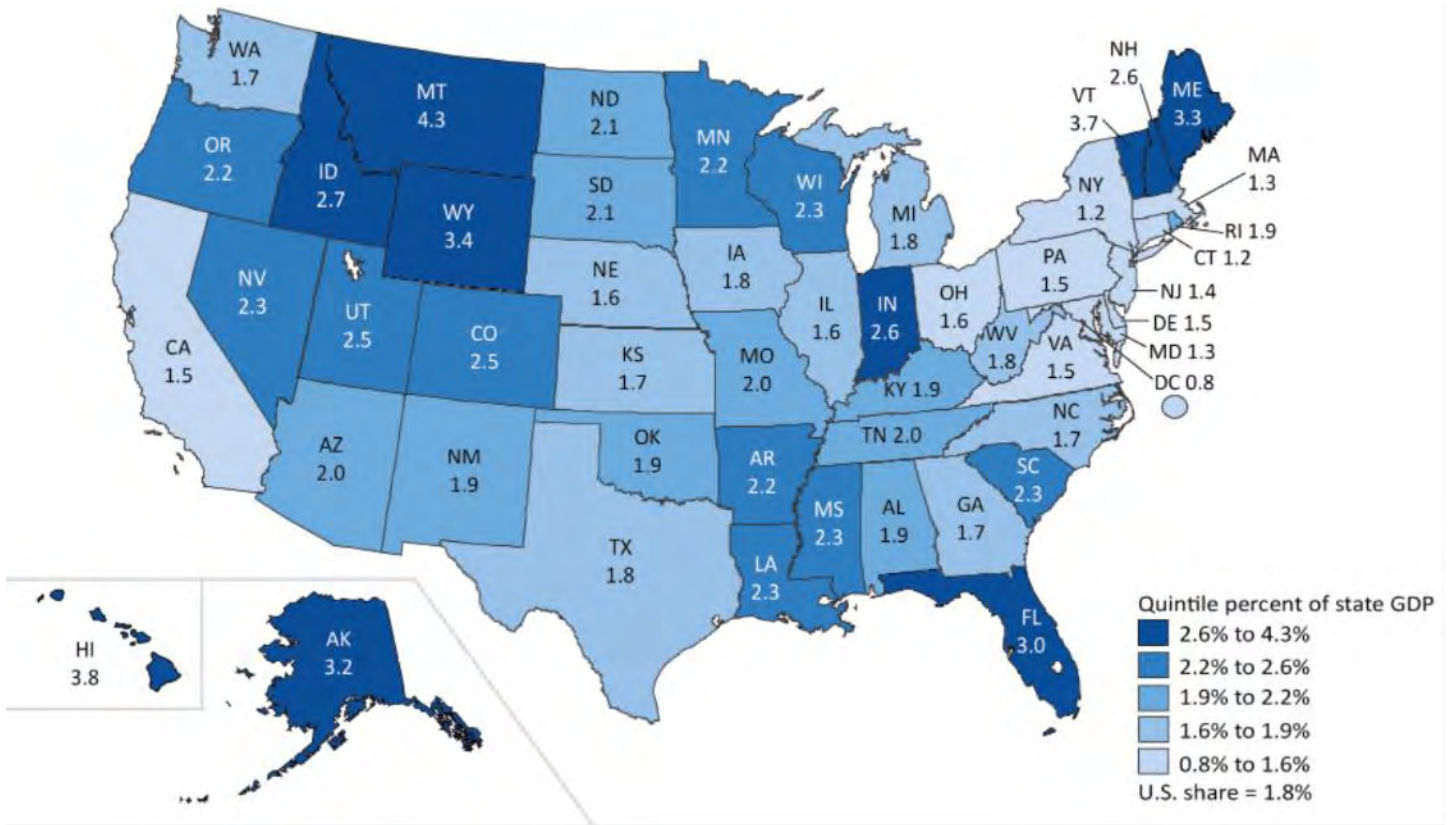 WA
1.7
OR
2.2
CA
1.5
NV
2.3
ID
2.7
MT
4.3
WY
3.4
UT
2.5
CO
2.5
AZ
2.0
NM
1.9
ND
2.1
SD
2.1
NE
1.6
KS
1.7
OK
1.9
TX
1.8
MN
2.2
IA
1.8
MO
2.0
AR
2.2
LA
2.3
WI
2.3
IL
1.6
MS
2.3
MI
1.8
IN
2.6
OH
1.6
KY 1.9
TN 2.0
AL
1.9
GA
1.7
FL
3.0
SC
2.3
NC
1.7
VA
1.5
WV
1.8
PA
1.5
NY
1.2
VT
3.7
NH
2.6
ME
3.3
MA
1.3
RI 1.9
CT 1.2
NJ 1.4
DE 1.5
MD 1.3
DC 0.8
HI
3.8
AK
3.2
Quintile percent of state GDP
2.6% to 4.3%
2.2% to 2.6%
1.9% to 2.2%
1.6% to 1.9%
0.8% to 1.6%
U.S. share = 1.8%